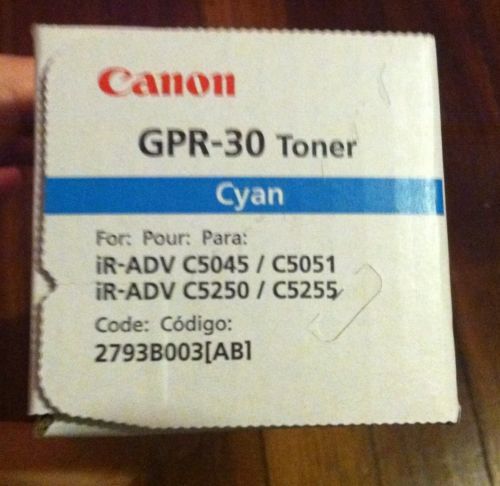 Canon
GPR-30 Toner
Cyan
For: Pour: Para:
iR-ADV C5045 / C5051
iR-ADV C5250 / C5255
Code: Código:
2793B003[AB]